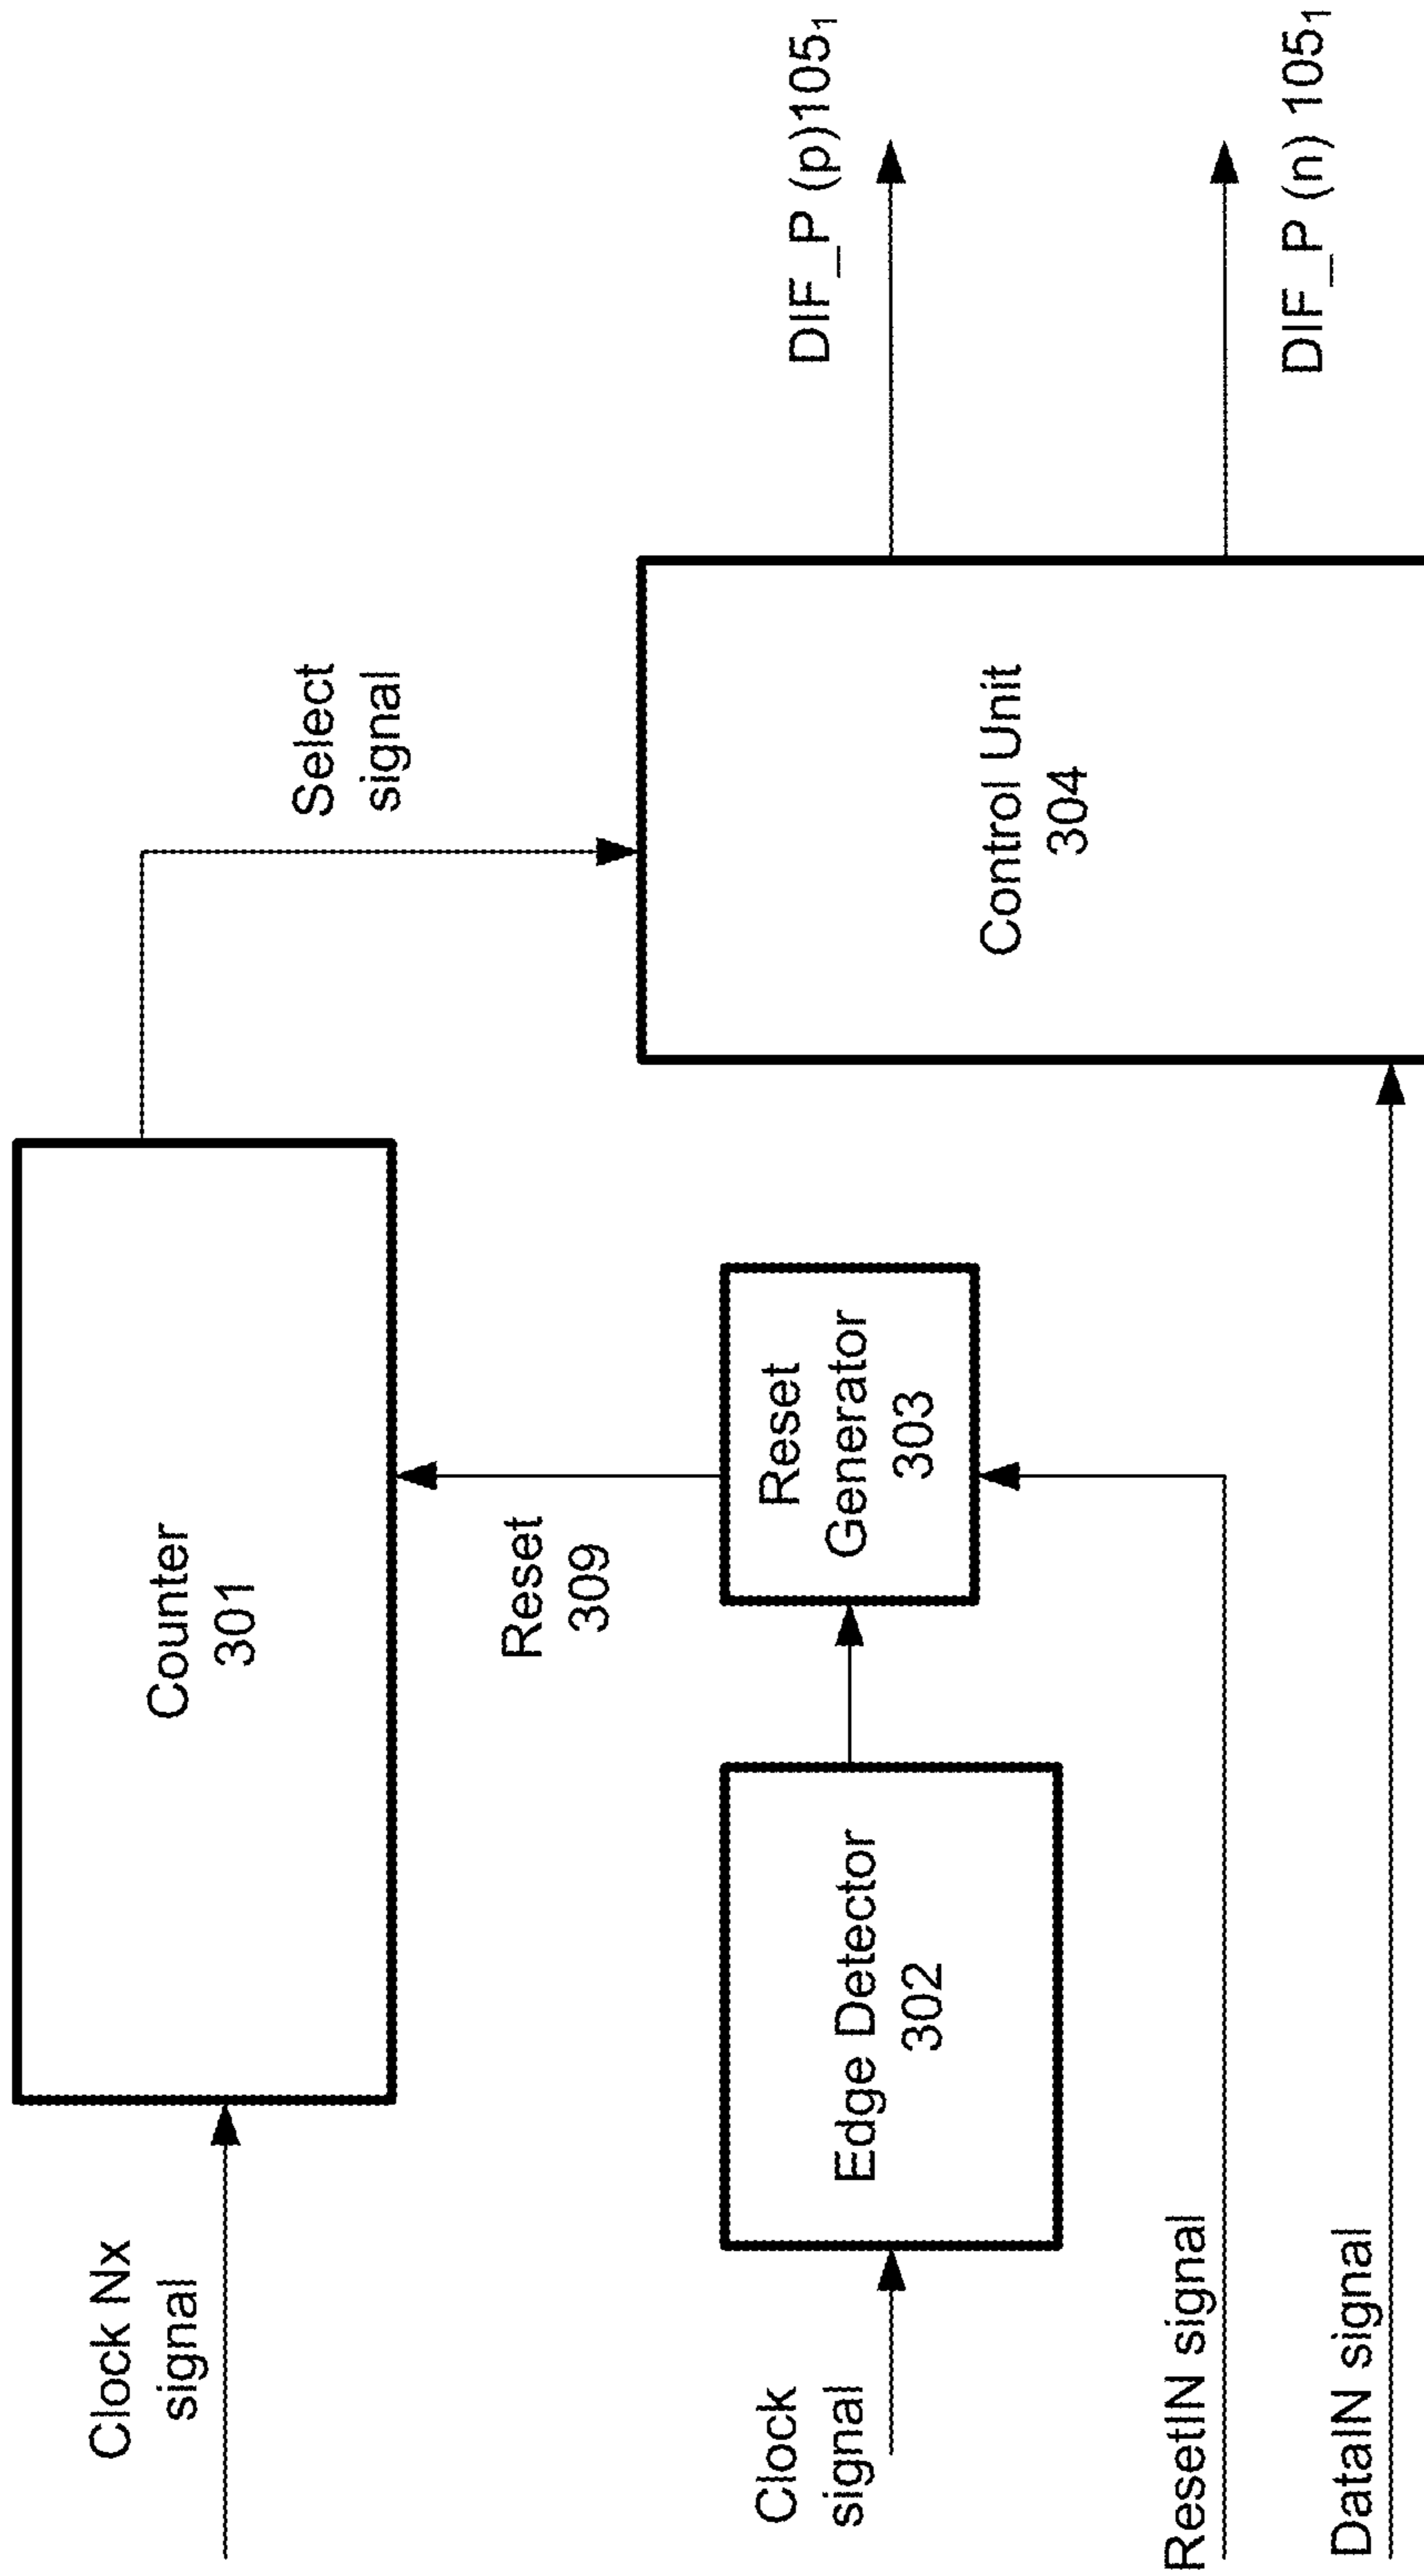 Clock Nx
signal
Counter
301
Select
signal
Reset
309
Clock
signal
Edge Detector
302
Reset
Generator
303
Control Unit
304
DIF_P (p)105₁
DIF_P (n) 105₁
ResetIN signal
DataIN signal